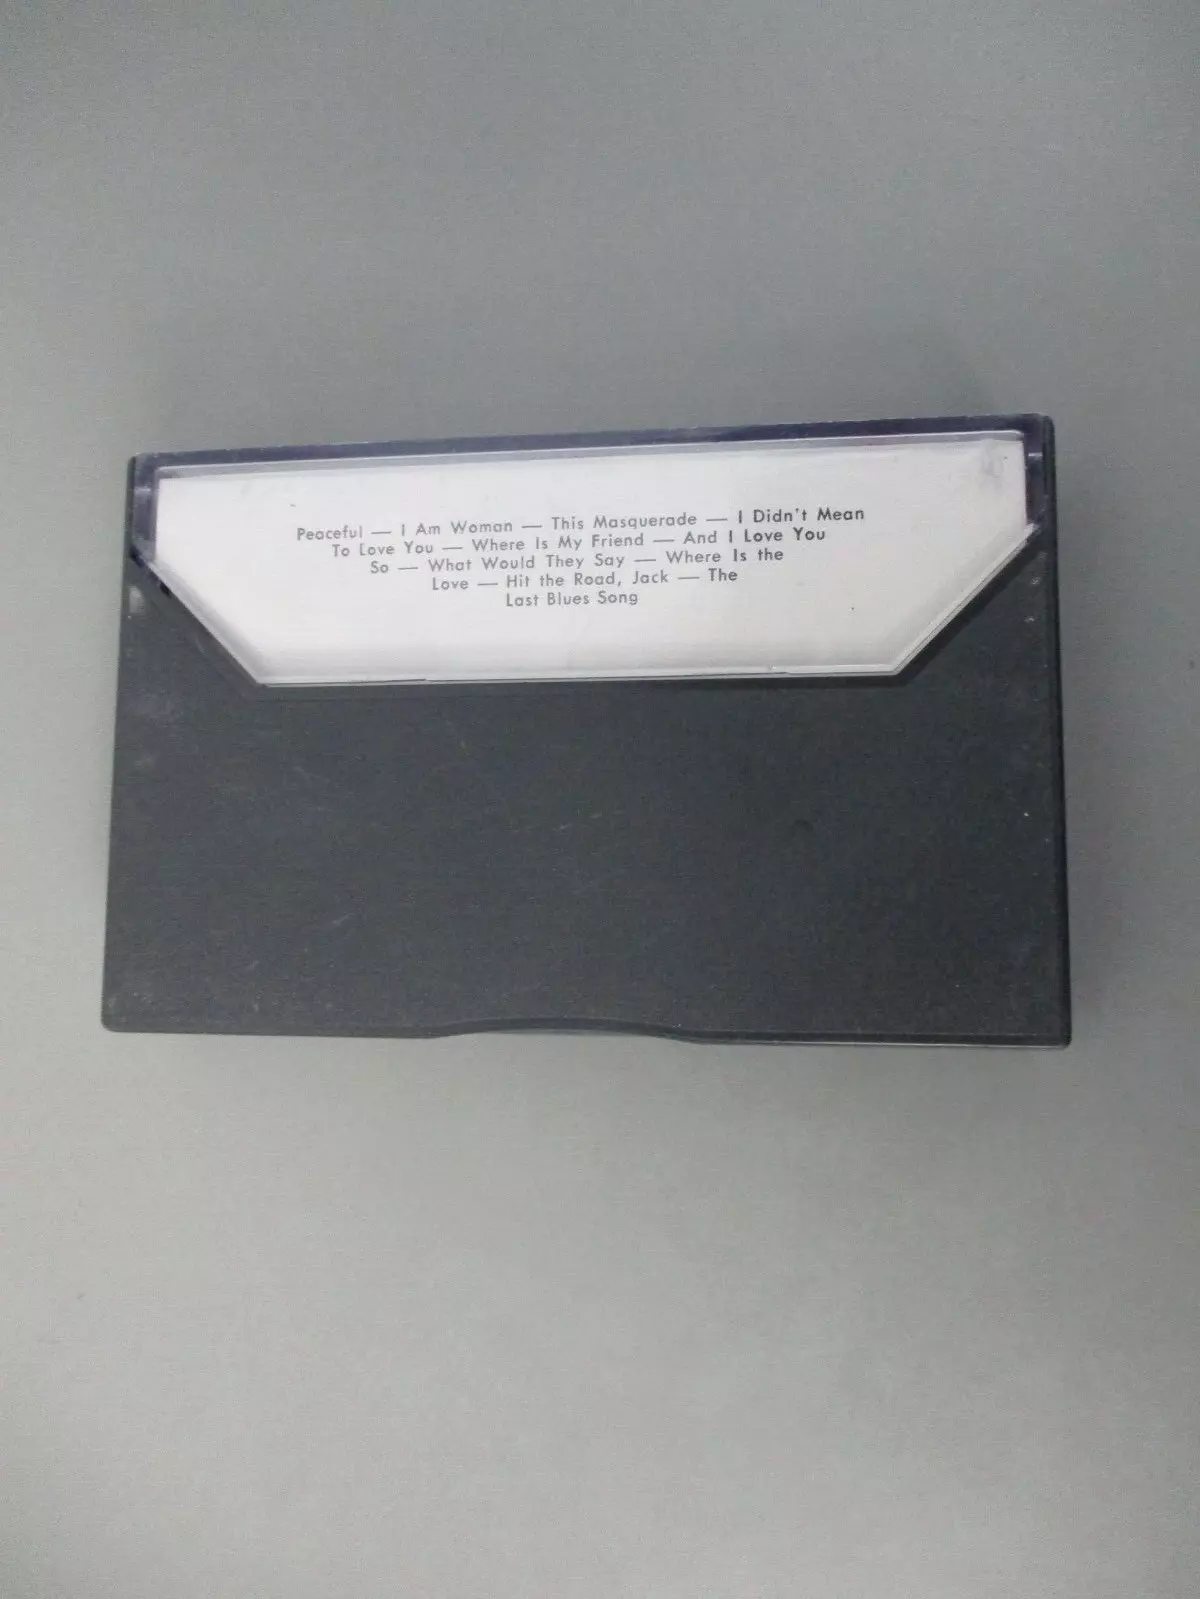 Peaceful — I Am Woman — This Masquerade — I Didn't Mean
To Love You — Where Is My Friend — And I Love You
So — What Would They Say — Where Is the
Love — Hit the Road, Jack — The
Last Blues Song